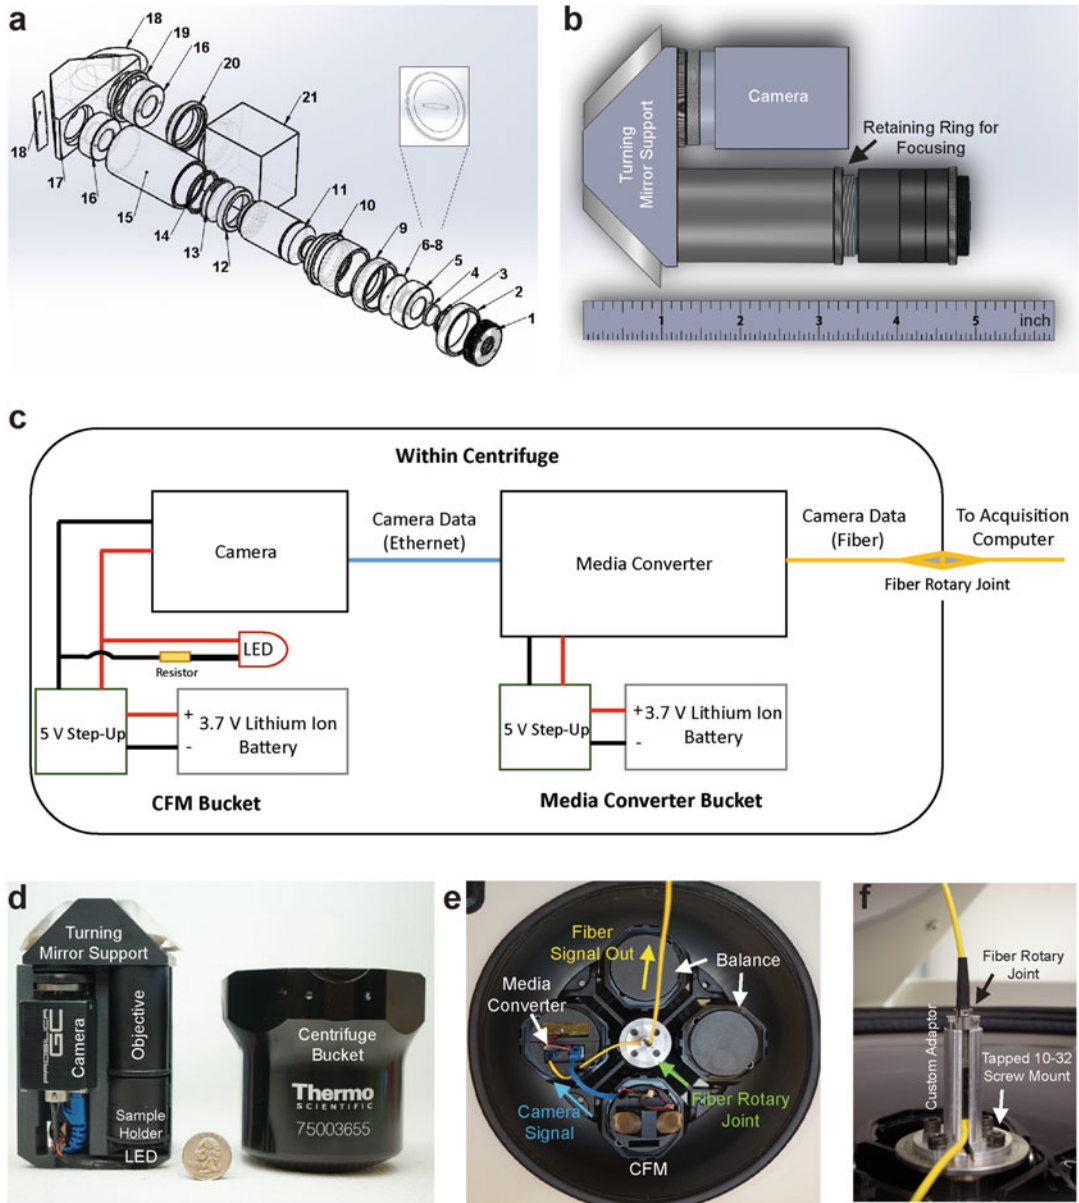 a
18
19
16
20
21
18
17
16
15
14
13
12
11
10
9
6-8
5
4
3
2
1
b
Camera
Turning
Mirror Support
Retaining Ring for
Focusing
1
2
3
4
5
inch
c
Within Centrifuge
Camera
Camera Data
(Ethernet)
Media Converter
Camera Data
(Fiber)
To Acquisition
Computer
Fiber Rotary Joint
LED
Resistor
5 V Step-Up
+
-
3.7 V Lithium Ion
Battery
CFM Bucket
5 V Step-Up
+
-
3.7 V Lithium Ion
Battery
Media Converter Bucket
d
Turning
Mirror Support
PROSILICA
GC
Camera
Objective
Sample
Holder
LED
Centrifuge
Bucket
Thermo
SCIENTIFIC
75003655
e
Fiber
Signal Out
Balance
Media
Converter
Camera
Signal
Fiber Rotary
Joint
CFM
f
Fiber Rotary
Joint
Custom Adaptor
Tapped 10-32
Screw Mount